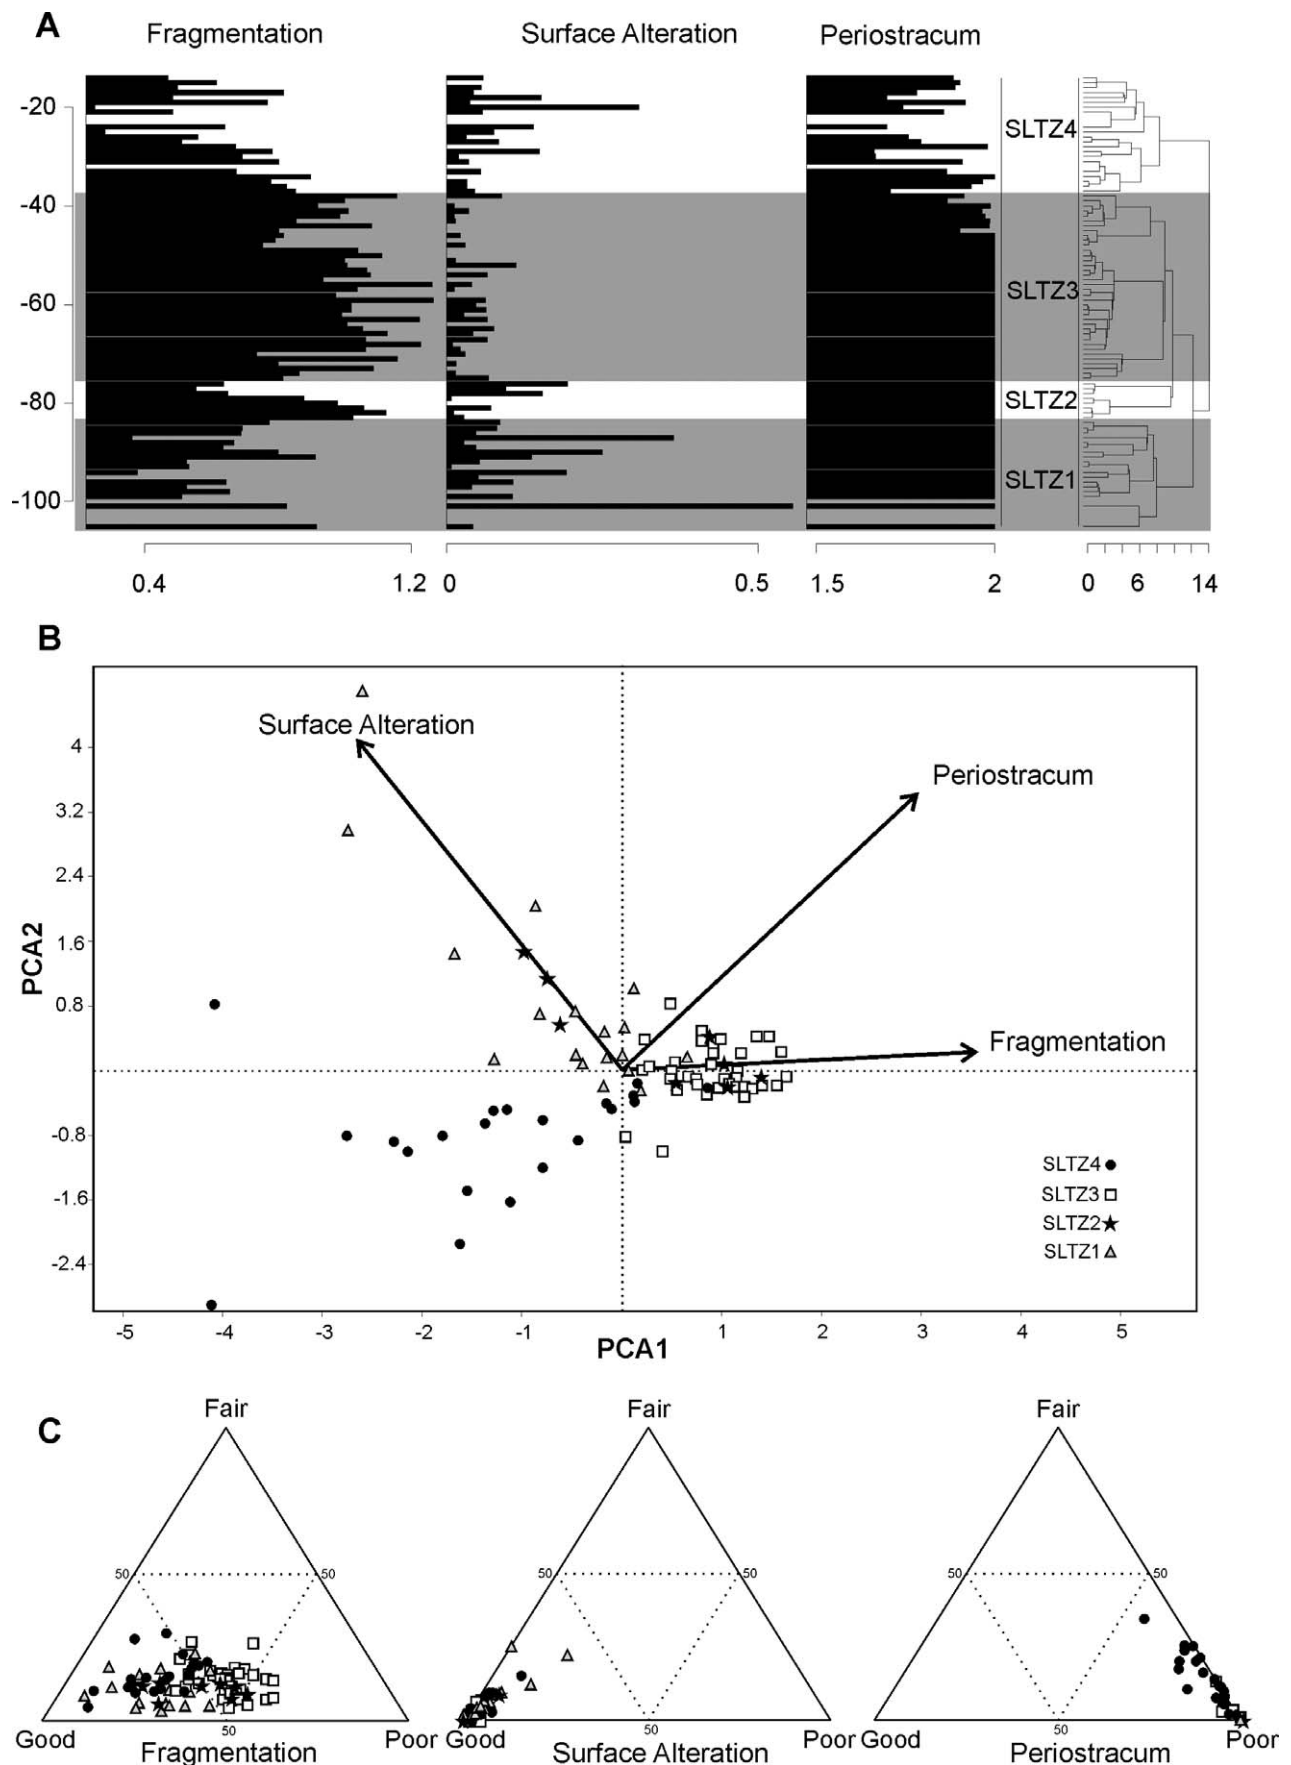 A
Fragmentation Surface Alteration Periostracum
-20
SLTZ4
-40
SLTZ3
-60
-80
SLTZ2
SLTZ1
-100
0.4 1.2 0 0.5 1.5 2 0 6 14
B
Surface Alteration
4
Periostracum
3.2
2.4
1.6
PCA2
0.8
Fragmentation
-0.8
SLTZ4
-1.6
SLTZ3
SLTZ2
-2.4
SLTZ1
-5 -4 -3 -2 -1 1 2 3 4 5
PCA1
C
Fair Fair Fair
50 50 50 50 50 50
50 50 50
Good Poor Good Poor Good Poor
Fragmentation Surface Alteration Periostracum